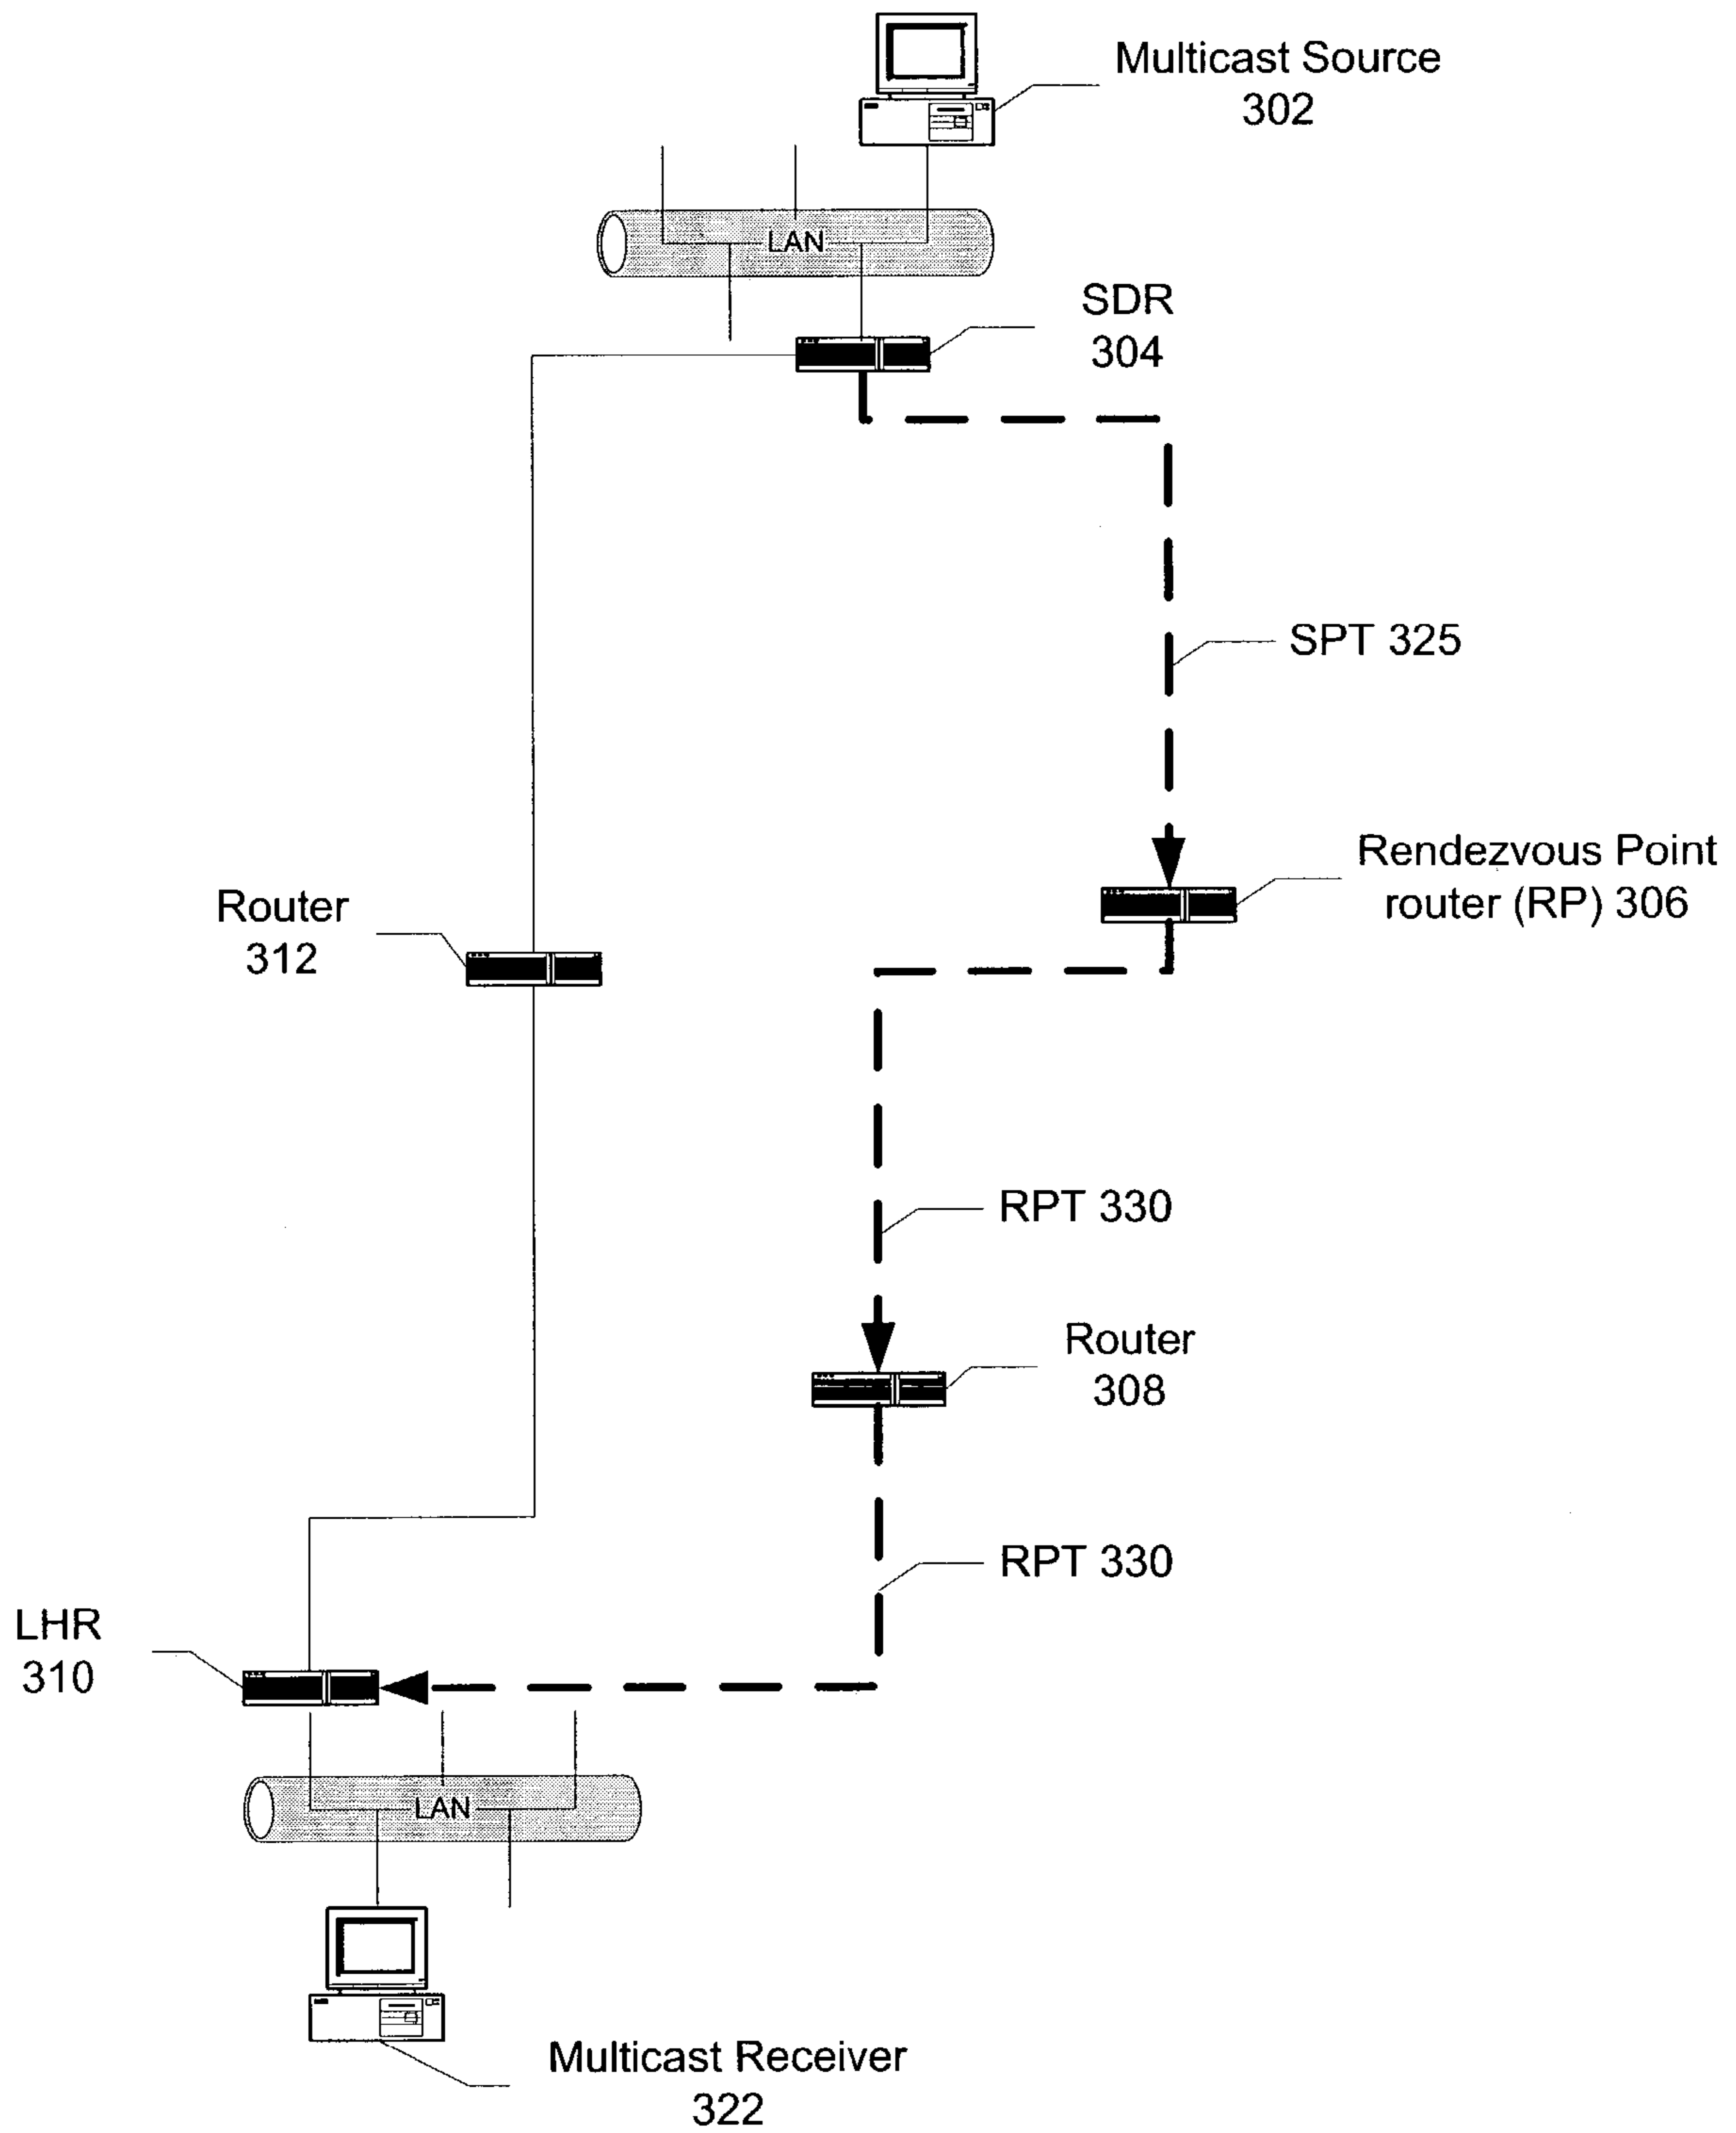 Multicast Source
302
LAN
SDR
304
SPT 325
Rendezvous Point
router (RP) 306
Router
312
RPT 330
Router
308
RPT 330
LHR
310
LAN
Multicast Receiver
322